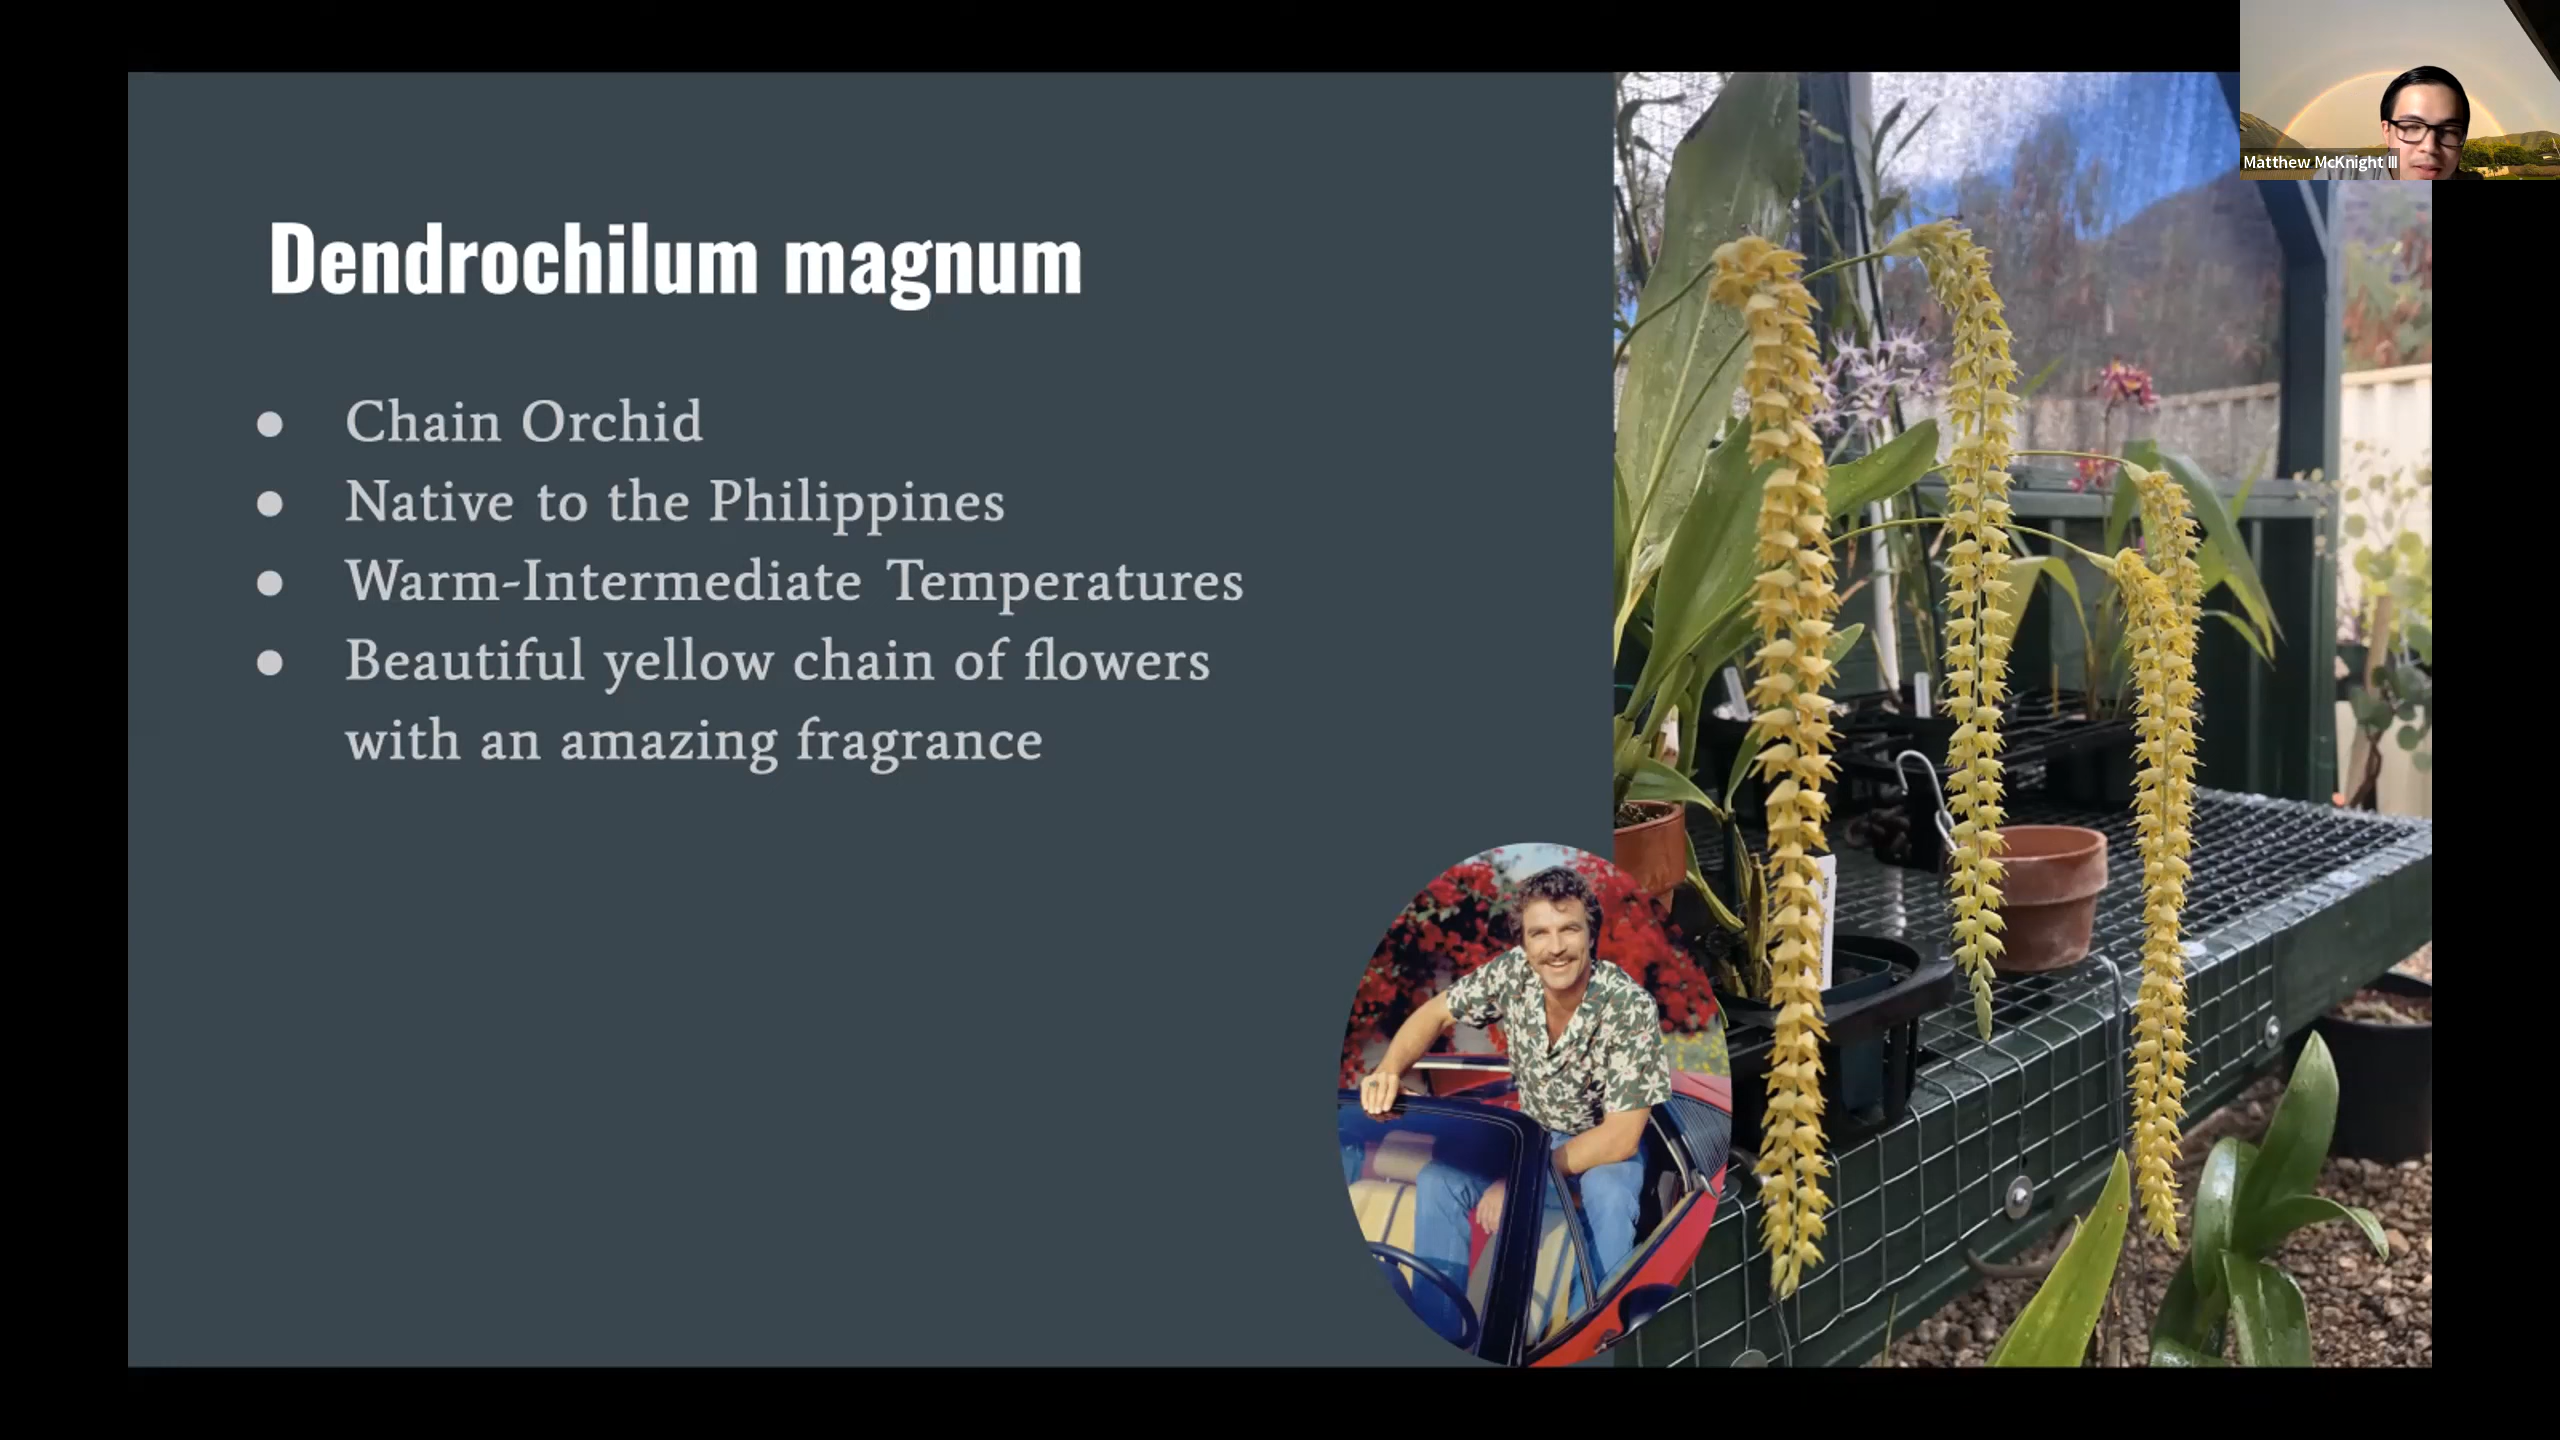 Matthew McKnight III
Dendrochilum magnum
● Chain Orchid
● Native to the Philippines
● Warm-Intermediate Temperatures
● Beautiful yellow chain of flowers
with an amazing fragrance